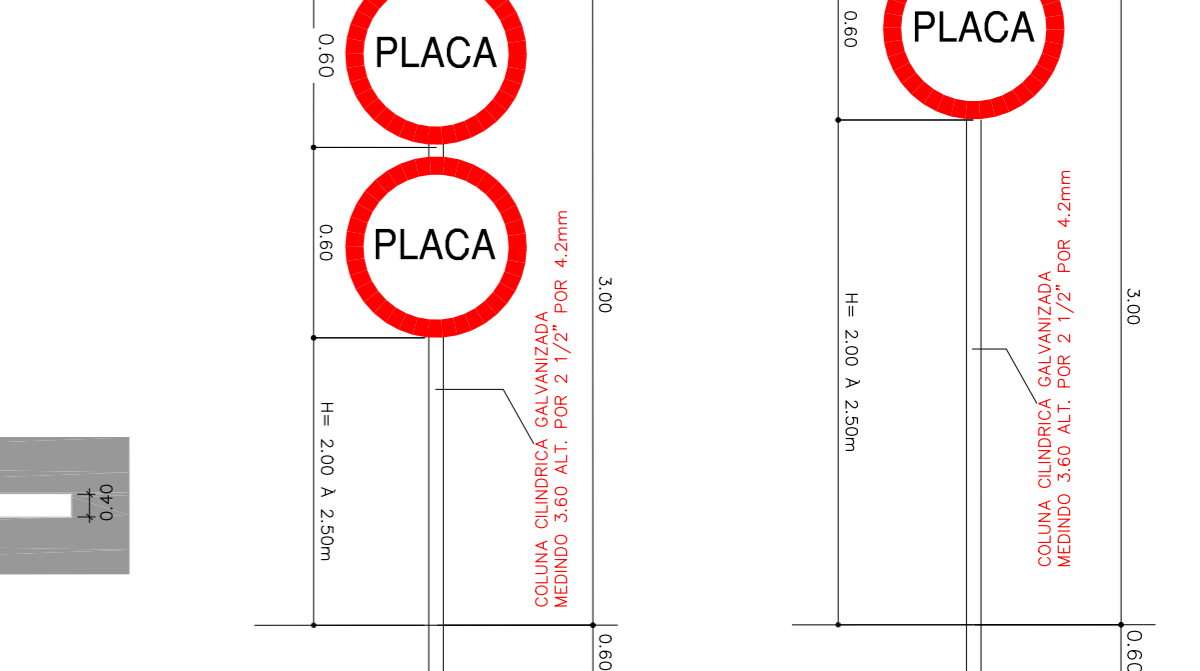 0.60
PLACA
0.60
PLACA
H= 2.00 À 2.50m
COLUNA CILINDRICA GALVANIZADA
MEDINDO 3.60 ALT. POR 2 1/2" POR 4.2mm
3.00
0.60
0.40
0.60
PLACA
H= 2.00 À 2.50m
COLUNA CILINDRICA GALVANIZADA
MEDINDO 3.60 ALT. POR 2 1/2" POR 4.2mm
3.00
0.60